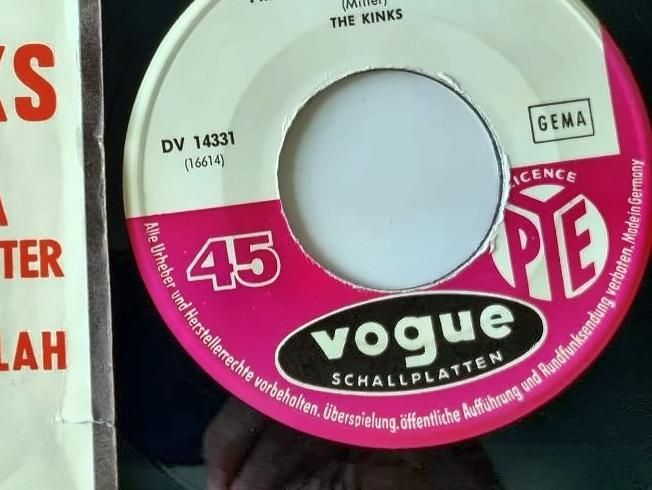 KS
A
TER
LAH
(Miller)
THE KINKS
DV 14331
(16614)
GEMA
LICENCE
PYE
45
vogue
SCHALLPLATTEN
Alle Urheber und Herstellerrechte vorbehalten. Überspielung, öffentliche Aufführung und Rundfunksendung verboten. Made in Germany